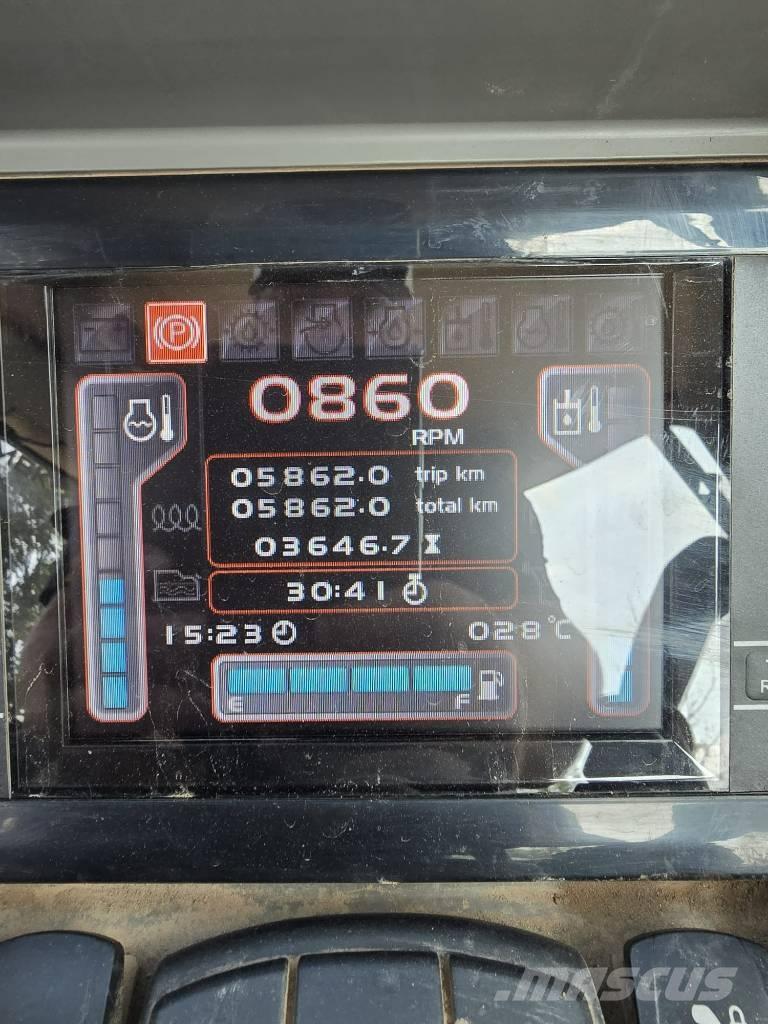 P
0860
RPM
05862.0 trip km
05862.0 total km
03646.7
30:41
15:23
028°C
E F
R
MASCUS